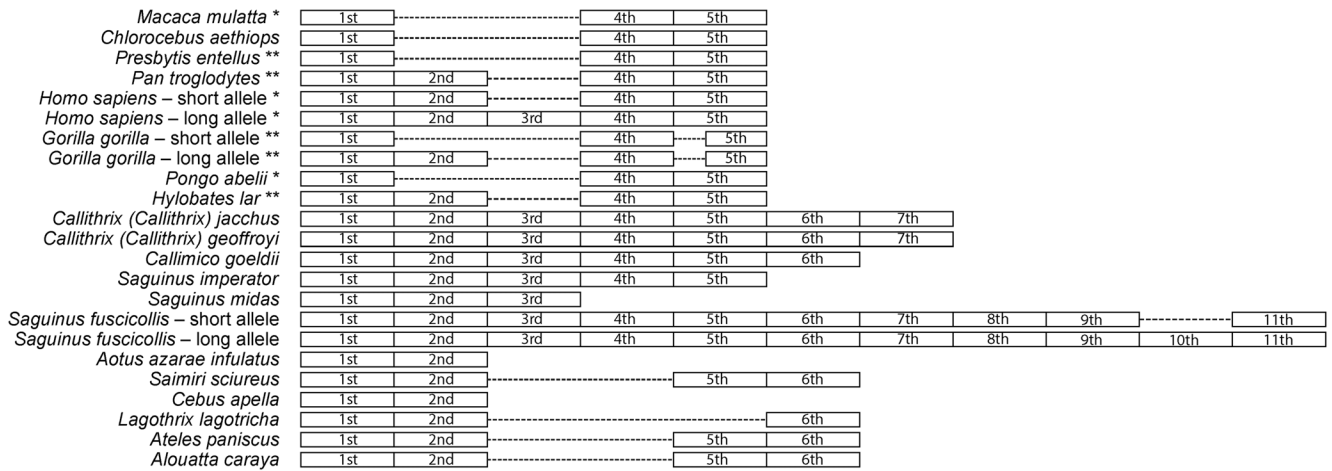 Macaca mulatta * 1st 4th 5th
Chlorocebus aethiops 1st 4th 5th
Presbytis entellus ** 1st 4th 5th
Pan troglodytes ** 1st 2nd 4th 5th
Homo sapiens – short allele * 1st 2nd 4th 5th
Homo sapiens – long allele * 1st 2nd 3rd 4th 5th
Gorilla gorilla – short allele ** 1st 4th 5th
Gorilla gorilla – long allele ** 1st 2nd 4th 5th
Pongo abelii * 1st 4th 5th
Hylobates lar ** 1st 2nd 4th 5th
Callithrix (Callithrix) jacchus 1st 2nd 3rd 4th 5th 6th 7th
Callithrix (Callithrix) geoffroyi 1st 2nd 3rd 4th 5th 6th 7th
Callimico goeldii 1st 2nd 3rd 4th 5th 6th
Saguinus imperator 1st 2nd 3rd 4th 5th
Saguinus midas 1st 2nd 3rd
Saguinus fuscicollis – short allele 1st 2nd 3rd 4th 5th 6th 7th 8th 9th 11th
Saguinus fuscicollis – long allele 1st 2nd 3rd 4th 5th 6th 7th 8th 9th 10th 11th
Aotus azarae infulatus 1st 2nd
Saimiri sciureus 1st 2nd 5th 6th
Cebus apella 1st 2nd
Lagothrix lagotricha 1st 2nd 6th
Ateles paniscus 1st 2nd 5th 6th
Alouatta caraya 1st 2nd 5th 6th